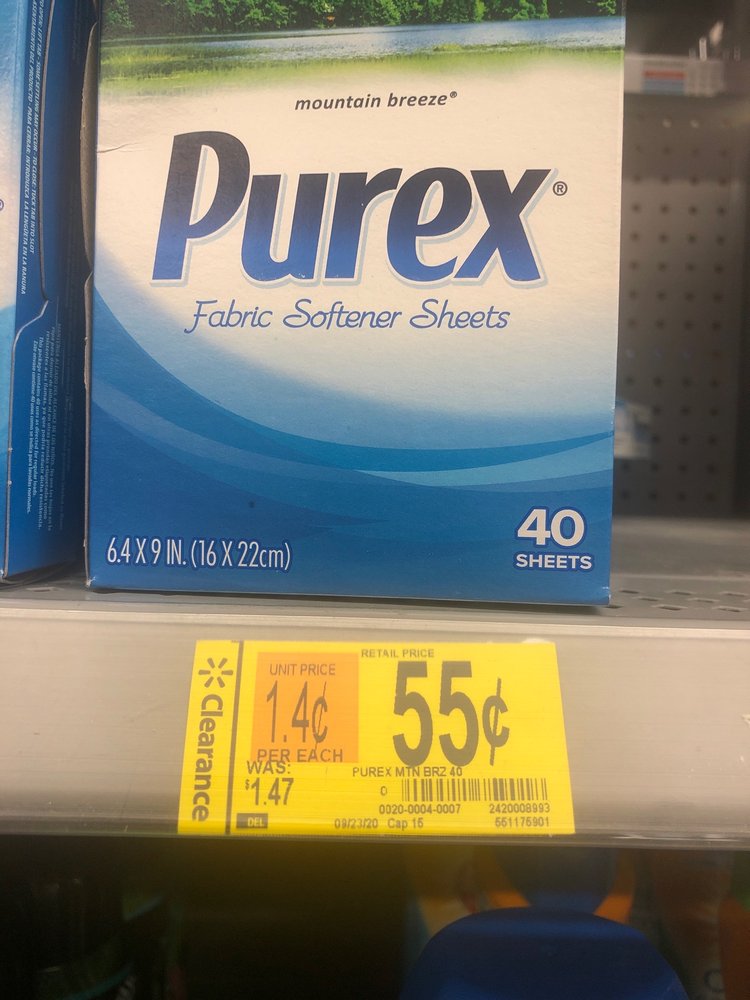 mountain breeze®
Purex®
Fabric Softener Sheets
6.4 X 9 IN. (16 X 22cm)
40
SHEETS
Clearance
UNIT PRICE
1.4¢
PER EACH
WAS:
$1.47
DEL
RETAIL PRICE
55¢
PUREX MTN BRZ 40
0
0020-0004-0007 2420008993
09/23/20 Cap 15 551175901